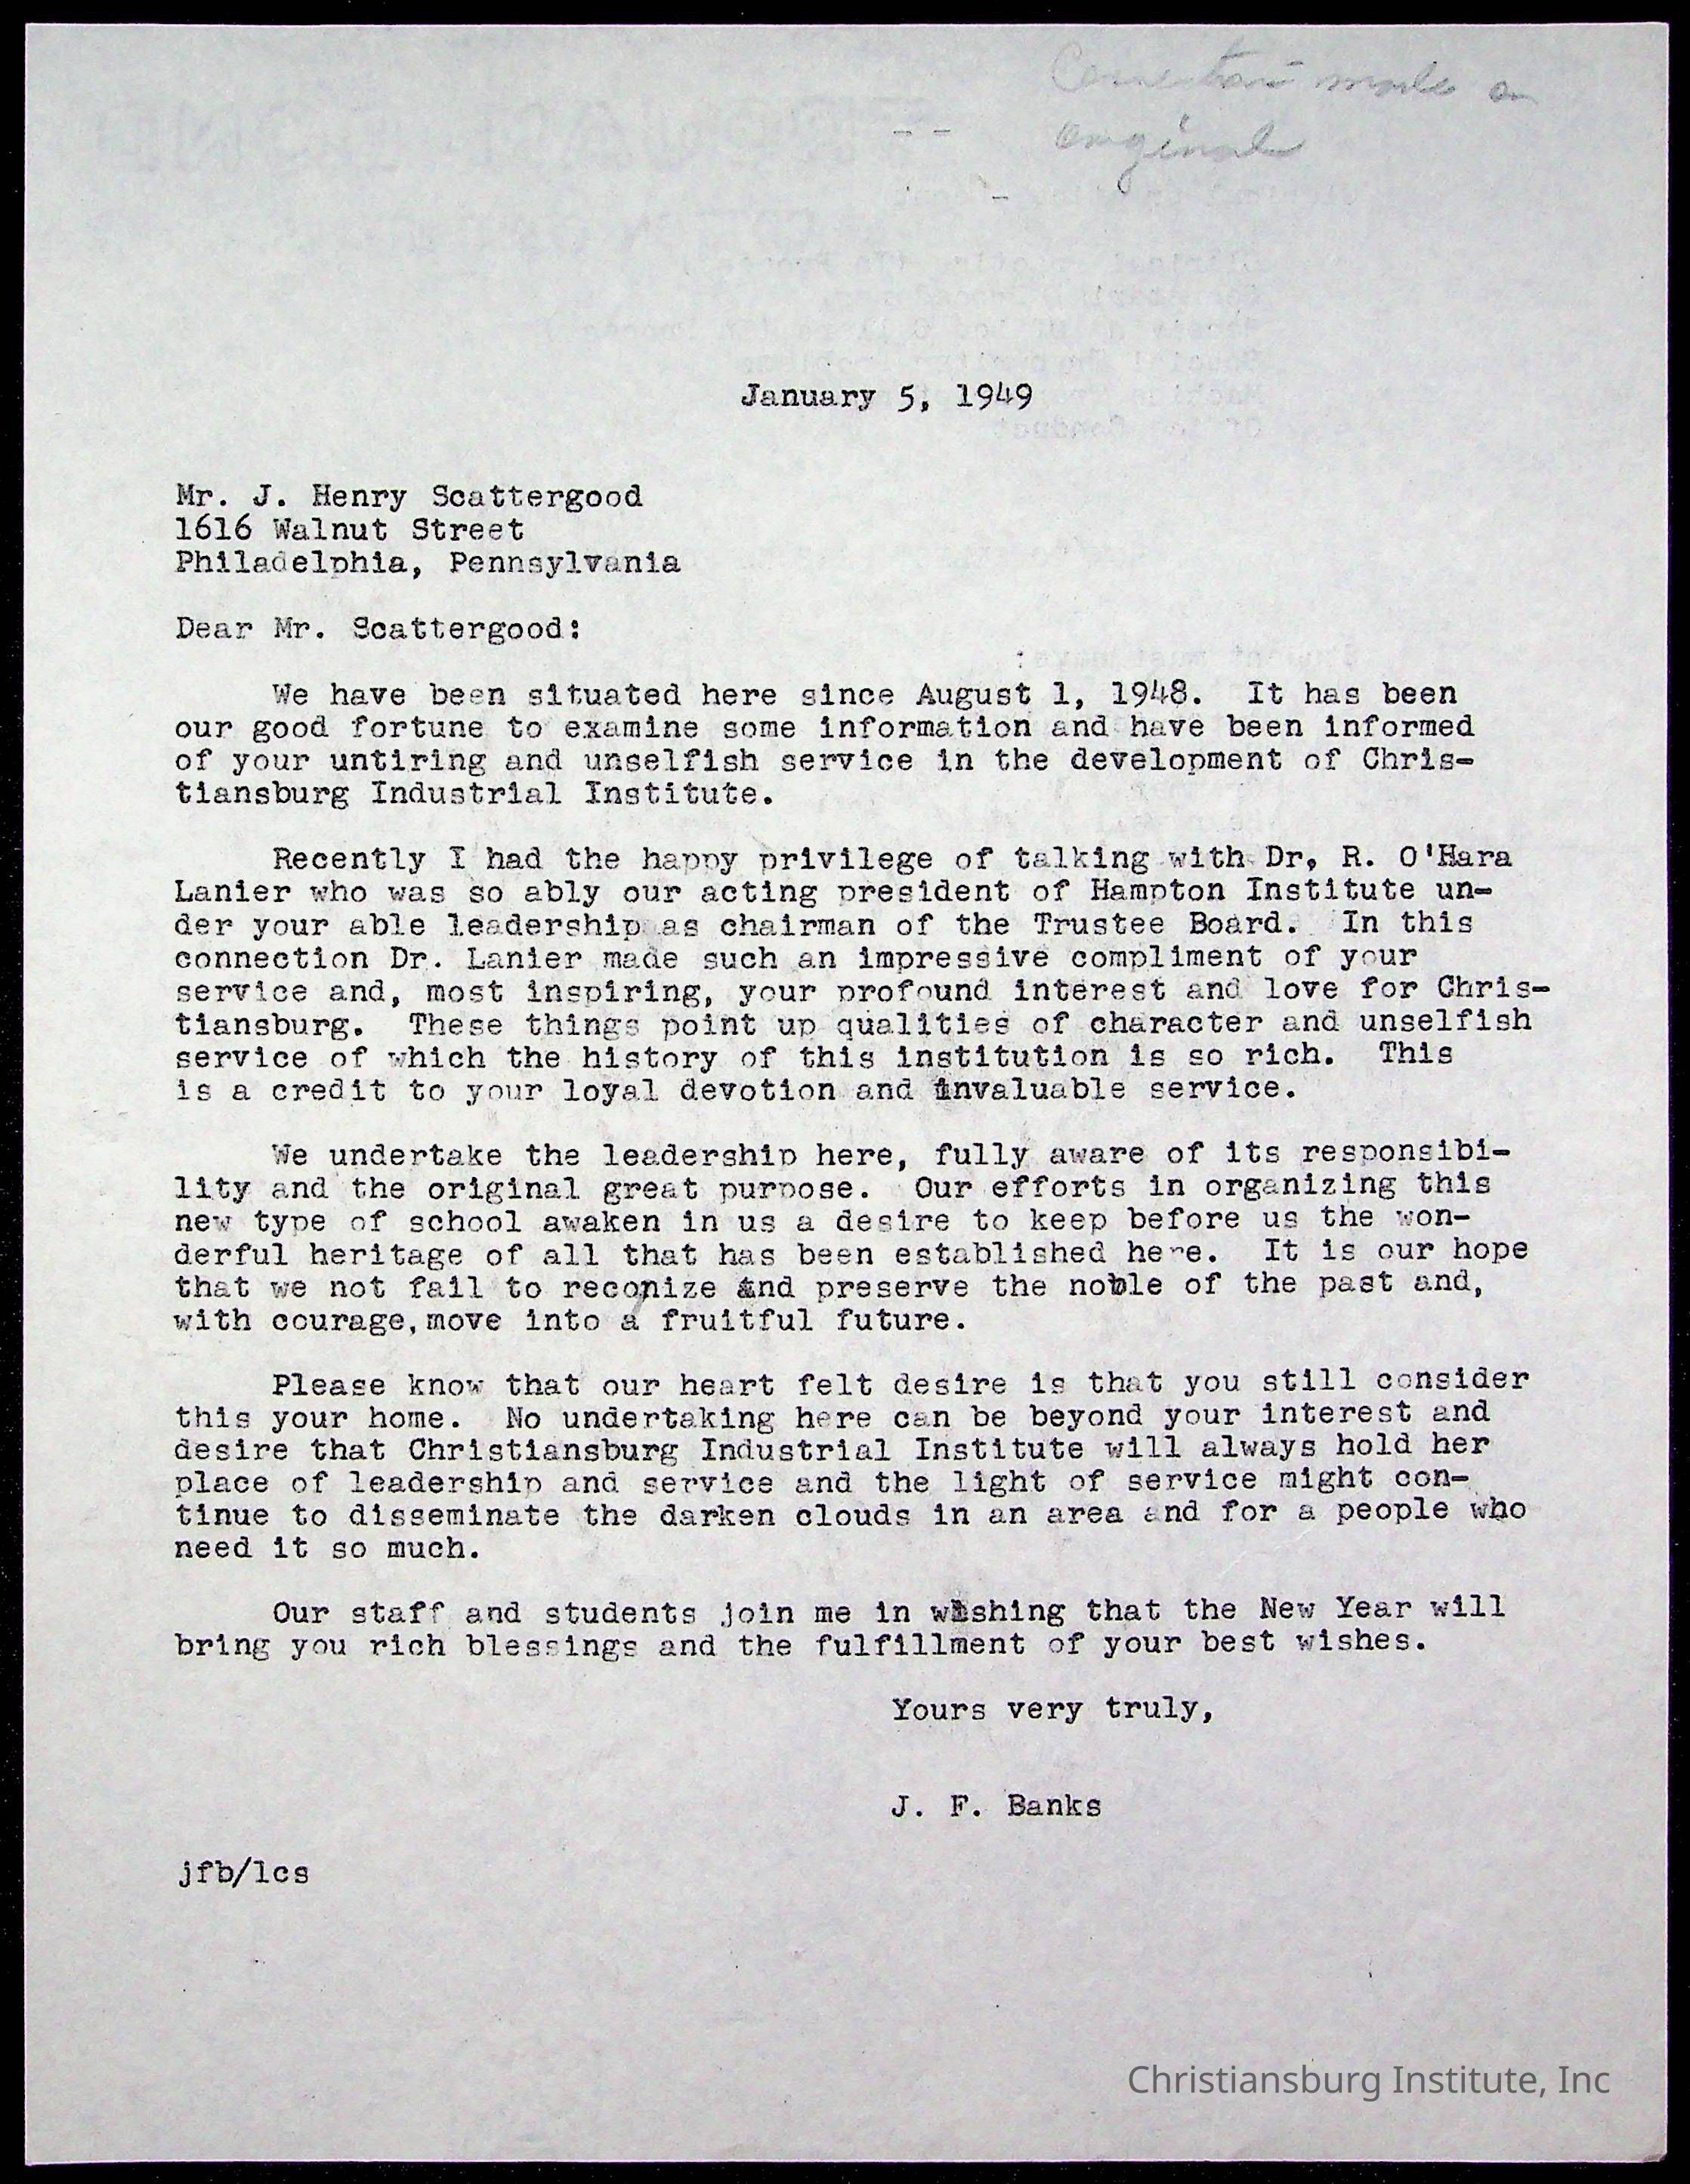 Correction made on
original
January 5, 1949
Mr. J. Henry Scattergood
1616 Walnut Street
Philadelphia, Pennsylvania
Dear Mr. Scattergood:
We have been situated here since August 1, 1948. It has been
our good fortune to examine some information and have been informed
of your untiring and unselfish service in the development of Chris-
tiansburg Industrial Institute.
Recently I had the happy privilege of talking with Dr, R. O'Hara
Lanier who was so ably our acting president of Hampton Institute un-
der your able leadership as chairman of the Trustee Board. In this
connection Dr. Lanier made such an impressive compliment of your
service and, most inspiring, your profound interest and love for Chris-
tiansburg. These things point up qualities of character and unselfish
service of which the history of this institution is so rich. This
is a credit to your loyal devotion and invaluable service.
We undertake the leadership here, fully aware of its responsibi-
lity and the original great purpose. Our efforts in organizing this
new type of school awaken in us a desire to keep before us the won-
derful heritage of all that has been established here. It is our hope
that we not fail to reconize and preserve the noble of the past and,
with courage, move into a fruitful future.
Please know that our heart felt desire is that you still consider
this your home. No undertaking here can be beyond your interest and
desire that Christiansburg Industrial Institute will always hold her
place of leadership and service and the light of service might con-
tinue to disseminate the darken clouds in an area and for a people who
need it so much.
Our staff and students join me in wishing that the New Year will
bring you rich blessings and the fulfillment of your best wishes.
Yours very truly,
J. F. Banks
jfb/lcs
Christiansburg Institute, Inc